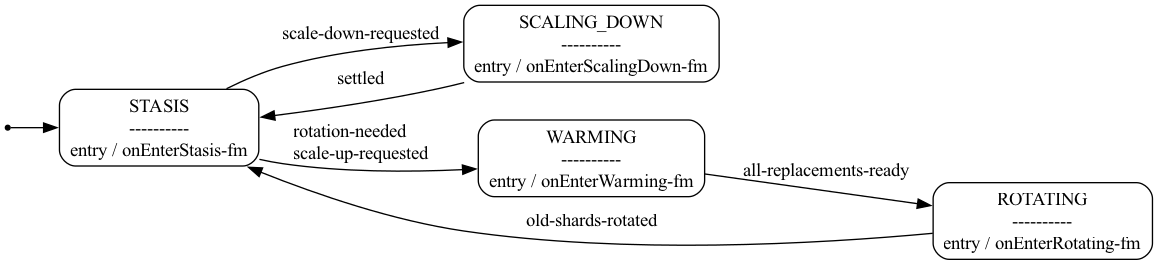 SCALING_DOWN
----------
entry / onEnterScalingDown-fm
scale-down-requested
settled
STASIS
----------
entry / onEnterStasis-fm
rotation-needed
scale-up-requested
WARMING
----------
entry / onEnterWarming-fm
all-replacements-ready
old-shards-rotated
ROTATING
----------
entry / onEnterRotating-fm